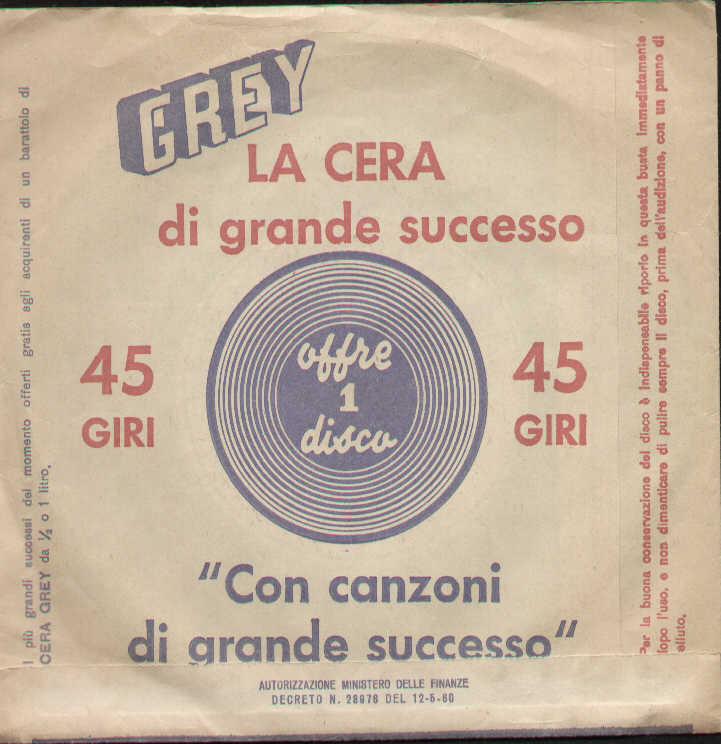 GREY
LA CERA
di grande successo
45
GIRI
offre
1
disco
45
GIRI
"Con canzoni
di grande successo"
AUTORIZZAZIONE MINISTERO DELLE FINANZE
DECRETO N. 28976 DEL 12-5-60
I più grandi successi del momento offerti gratis agli acquirenti di un barattolo di
CERA GREY da ½ o 1 litro.
Per la buona conservazione del disco è indispensabile riporlo in questa busta immediatamente
dopo l'uso, e non dimenticare di pulire sempre il disco, prima dell'audizione, con un panno di
velluto.